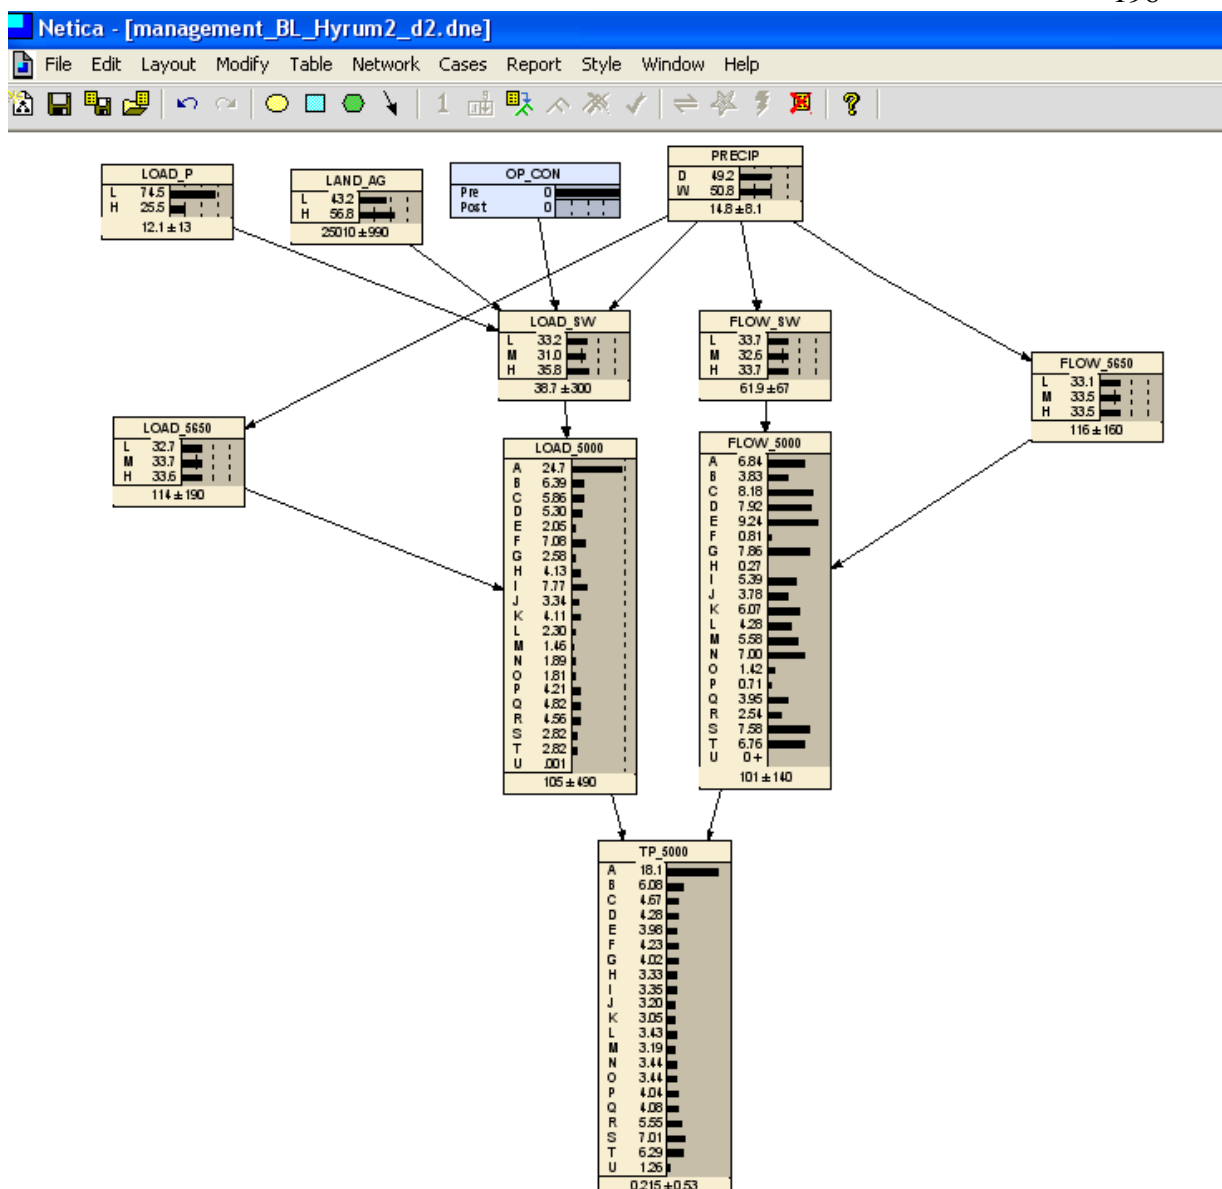 Netica - [management_BL_Hyrum2_d2.dne]
File Edit Layout Modify Table Network Cases Report Style Window Help
LOAD_P
L 74.5
H 25.5
12.1 ± 13
LAND_AG
L 43.2
H 56.8
25010 ± 990
OP_CON
Pre 0
Post 0
PRECIP
D 49.2
W 50.8
14.8 ± 8.1
LOAD_SW
L 33.2
M 31.0
H 35.8
38.7 ± 300
FLOW_SW
L 33.7
M 32.6
H 33.7
61.9 ± 67
FLOW_5650
L 33.1
M 33.5
H 33.5
116 ± 160
LOAD_5650
L 32.7
M 33.7
H 33.6
114 ± 190
LOAD_5000
A 24.7
B 6.39
C 5.86
D 5.30
E 2.05
F 7.08
G 2.58
H 4.13
I 7.77
J 3.34
K 4.11
L 2.30
M 1.46
N 1.89
O 1.81
P 4.21
Q 4.82
R 4.56
S 2.82
T 2.82
U .001
105 ± 490
FLOW_5000
A 6.84
B 3.83
C 8.18
D 7.92
E 9.24
F 0.81
G 7.86
H 0.27
I 5.39
J 3.78
K 6.07
L 4.28
M 5.58
N 7.00
O 1.42
P 0.71
Q 3.95
R 2.54
S 7.58
T 6.76
U 0+
101 ± 140
TP_5000
A 18.1
B 6.08
C 4.67
D 4.28
E 3.98
F 4.23
G 4.02
H 3.33
I 3.35
J 3.20
K 3.05
L 3.43
M 3.19
N 3.44
O 3.44
P 4.04
Q 4.08
R 5.55
S 7.01
T 6.29
U 1.26
0.215 ± 0.53